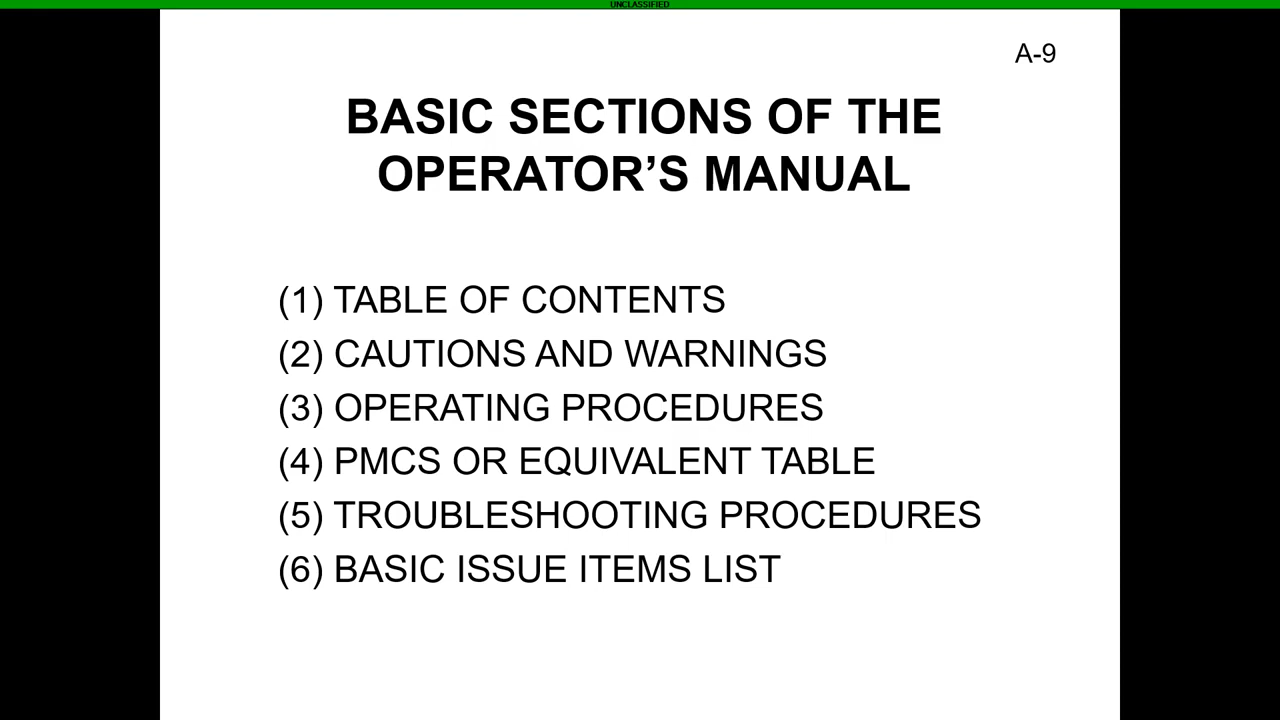 UNCLASSIFIED
A-9
BASIC SECTIONS OF THE
OPERATOR’S MANUAL
(1) TABLE OF CONTENTS
(2) CAUTIONS AND WARNINGS
(3) OPERATING PROCEDURES
(4) PMCS OR EQUIVALENT TABLE
(5) TROUBLESHOOTING PROCEDURES
(6) BASIC ISSUE ITEMS LIST